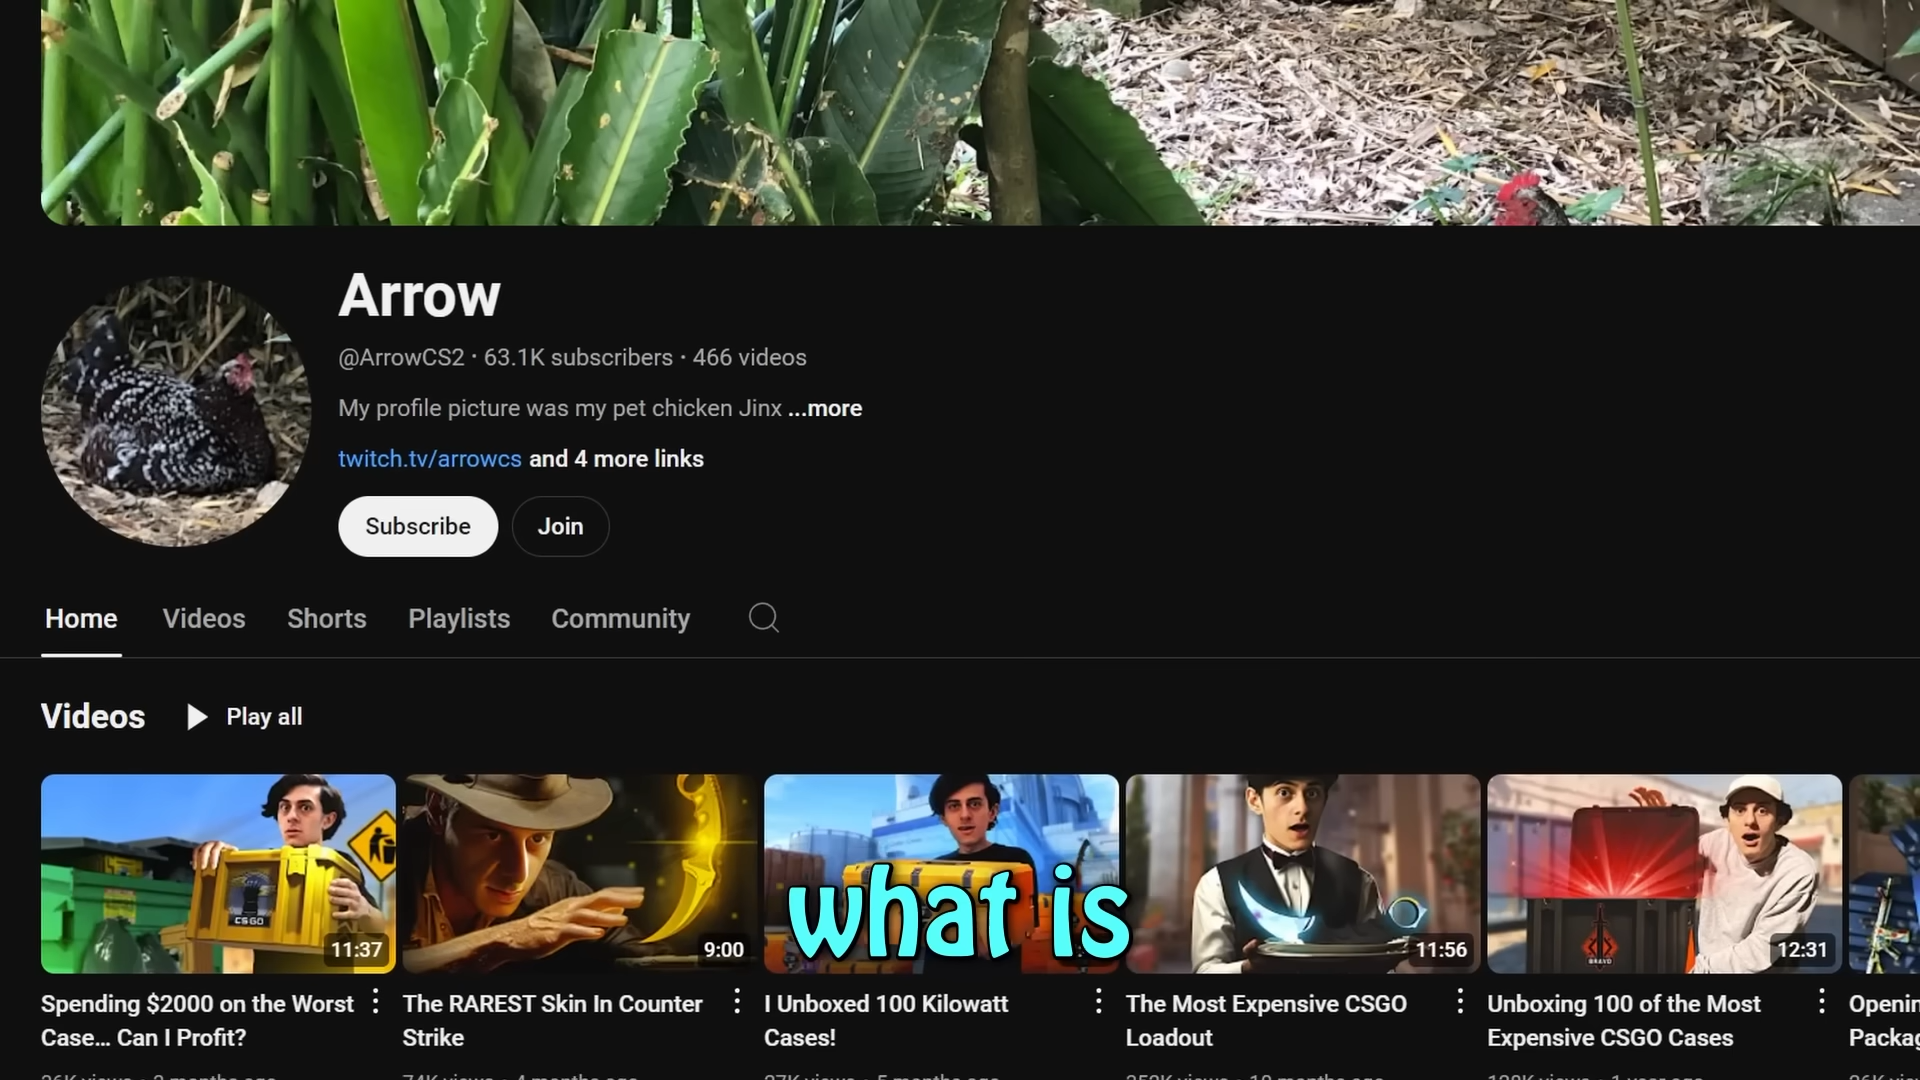 Arrow
@ArrowCS2 · 63.1K subscribers · 466 videos
My profile picture was my pet chicken Jinx ...more
twitch.tv/arrowcs and 4 more links
Subscribe Join
Home Videos Shorts Playlists Community
Videos Play all
CS:GO
BRAVO
what is
11:37 9:00 11:56 12:31
Spending $2000 on the Worst
Case... Can I Profit?
The RAREST Skin In Counter
Strike
I Unboxed 100 Kilowatt
Cases!
The Most Expensive CSGO
Loadout
Unboxing 100 of the Most
Expensive CSGO Cases